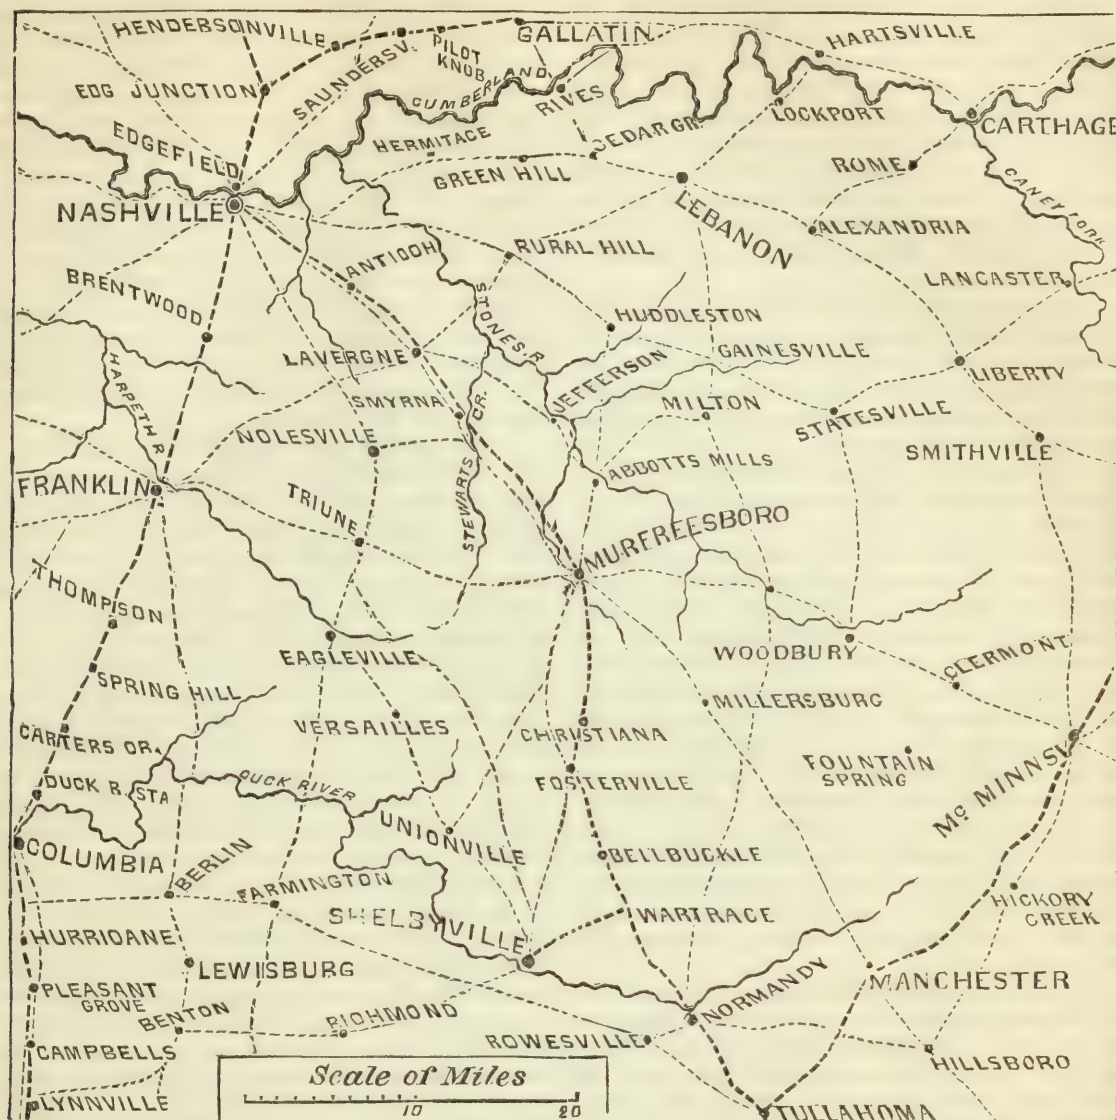 HENDERSONVILLE
SAUNDERSV.
PILOT
KNOB
GALLATIN
HARTSVILLE
EDG JUNCTION
CUMBERLAND
RIVES
LOCKPORT
CARTHAGE
EDGEFIELD
HERMITAGE
CEDAR GR.
GREEN HILL
ROME
CANEY FORK
NASHVILLE
LEBANON
ALEXANDRIA
ANTIOCH
RURAL HILL
LANCASTER
BRENTWOOD
STONES R.
HUDDLESTON
HARPETH R.
LAVERGNE
JEFFERSON
GAINESVILLE
LIBERTY
SMYRNA
MILTON
STATESVILLE
NOLESVILLE
STEWARTS CR.
ABBOTTS MILLS
SMITHVILLE
FRANKLIN
TRIUNE
MURFREESBORO
THOMPSON
EAGLEVILLE
WOODBURY
CLERMONT
SPRING HILL
MILLERSBURG
CARTERS CR.
VERSAILLES
CHRISTIANA
FOUNTAIN
SPRING
Mc MINNSV
DUCK R. STA
DUCK RIVER
FOSTERVILLE
COLUMBIA
UNIONVILLE
BERLIN
BELLBUCKLE
FARMINGTON
HICKORY
CREEK
SHELBYVILLE
WARTRACE
HURRICANE
LEWISBURG
PLEASANT
GROVE
MANCHESTER
BENTON
RICHMOND
NORMANDY
CAMPBELLS
ROWESVILLE
HILLSBORO
LYNNVILLE
Scale of Miles
10 20
TULLAHOMA